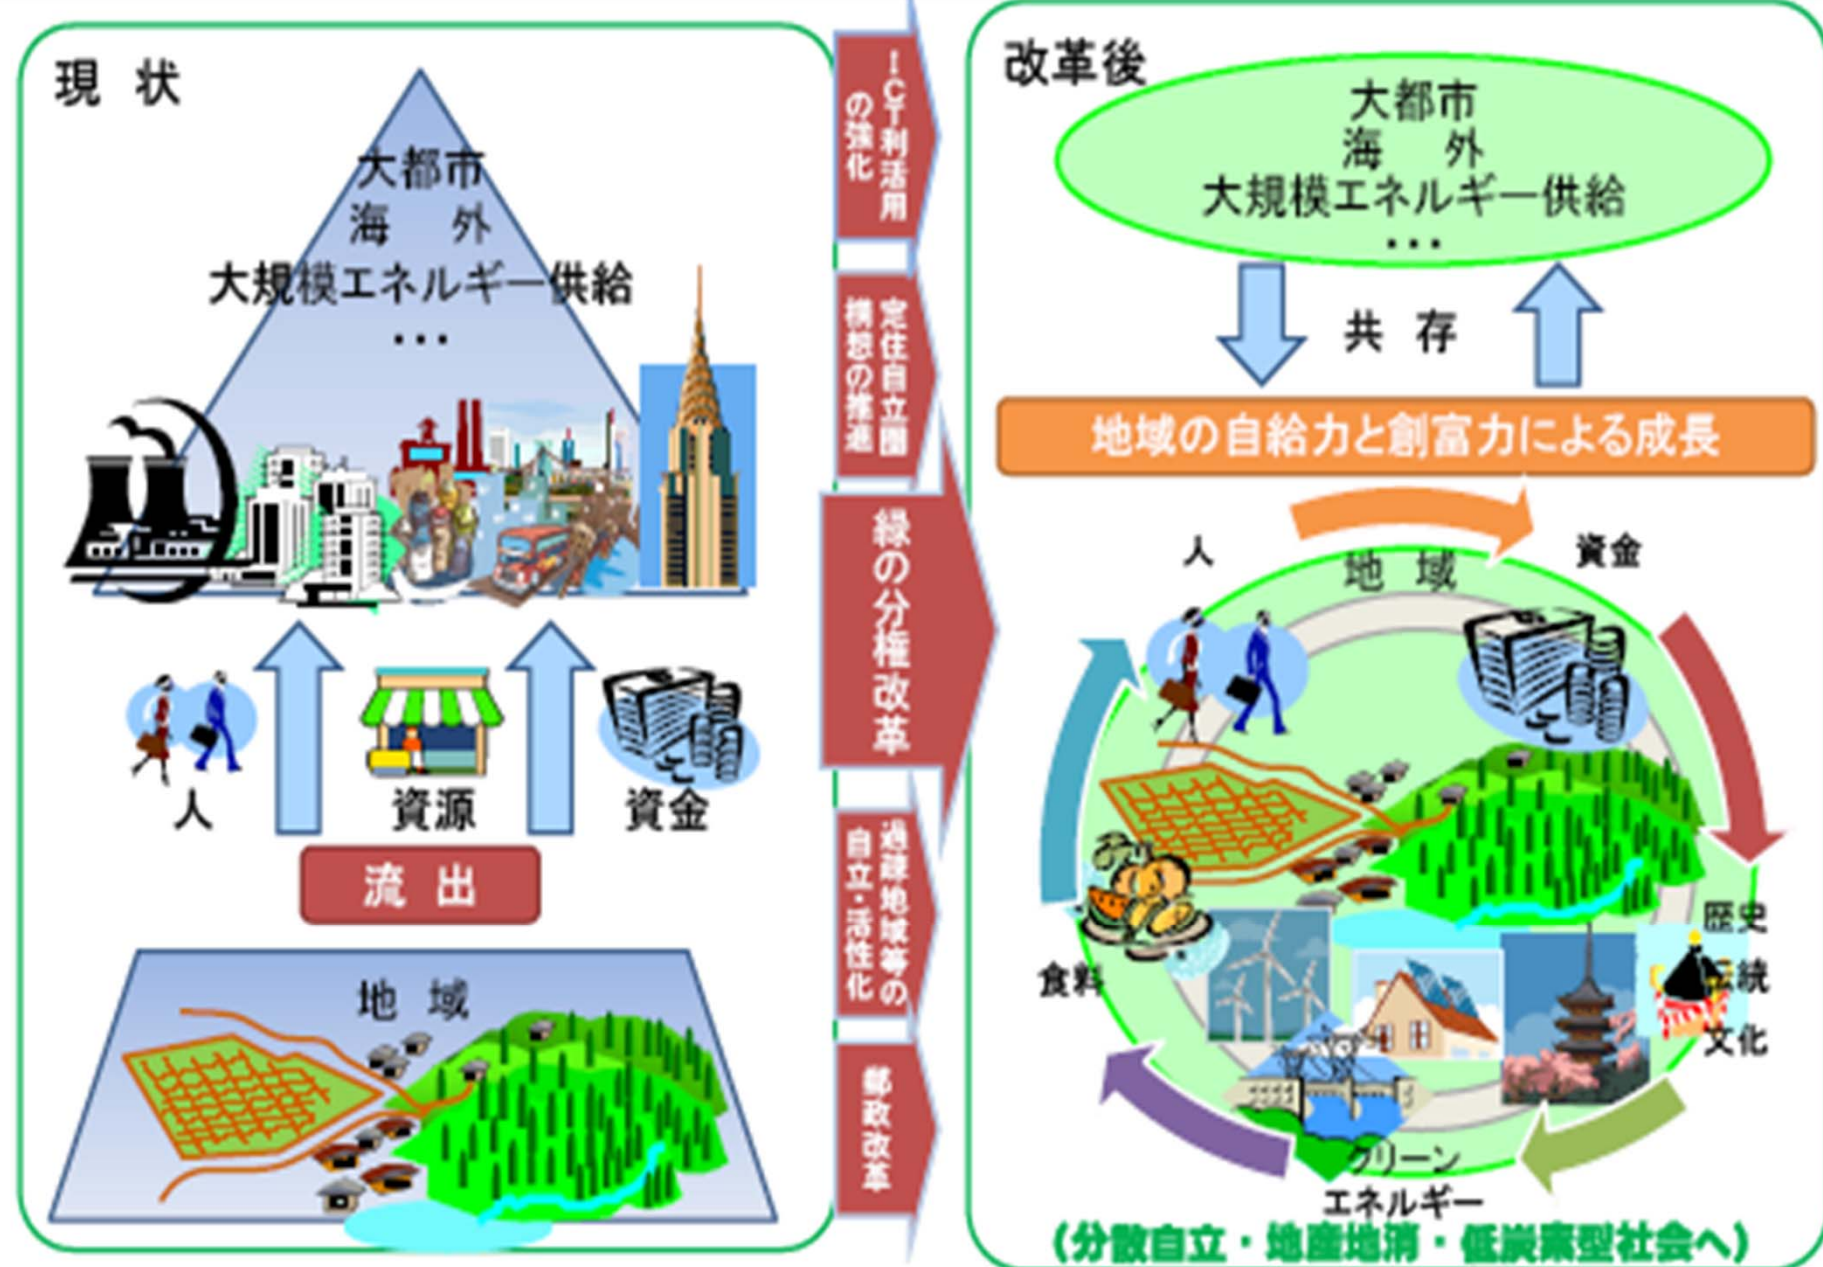 現 状
大都市
海 外
大規模エネルギー供給
・・・
人
資源
資金
流 出
地 域
ICT利活用
の強化
定住自立圏
構想の推進
緑の分権改革
過疎地域等の
自立・活性化
郵政改革
改革後
大都市
海 外
大規模エネルギー供給
・・・
共 存
地域の自給力と創富力による成長
人
資金
地 域
歴史
伝統
文化
食料
クリーン
エネルギー
(分散自立・地産地消・低炭素型社会へ)